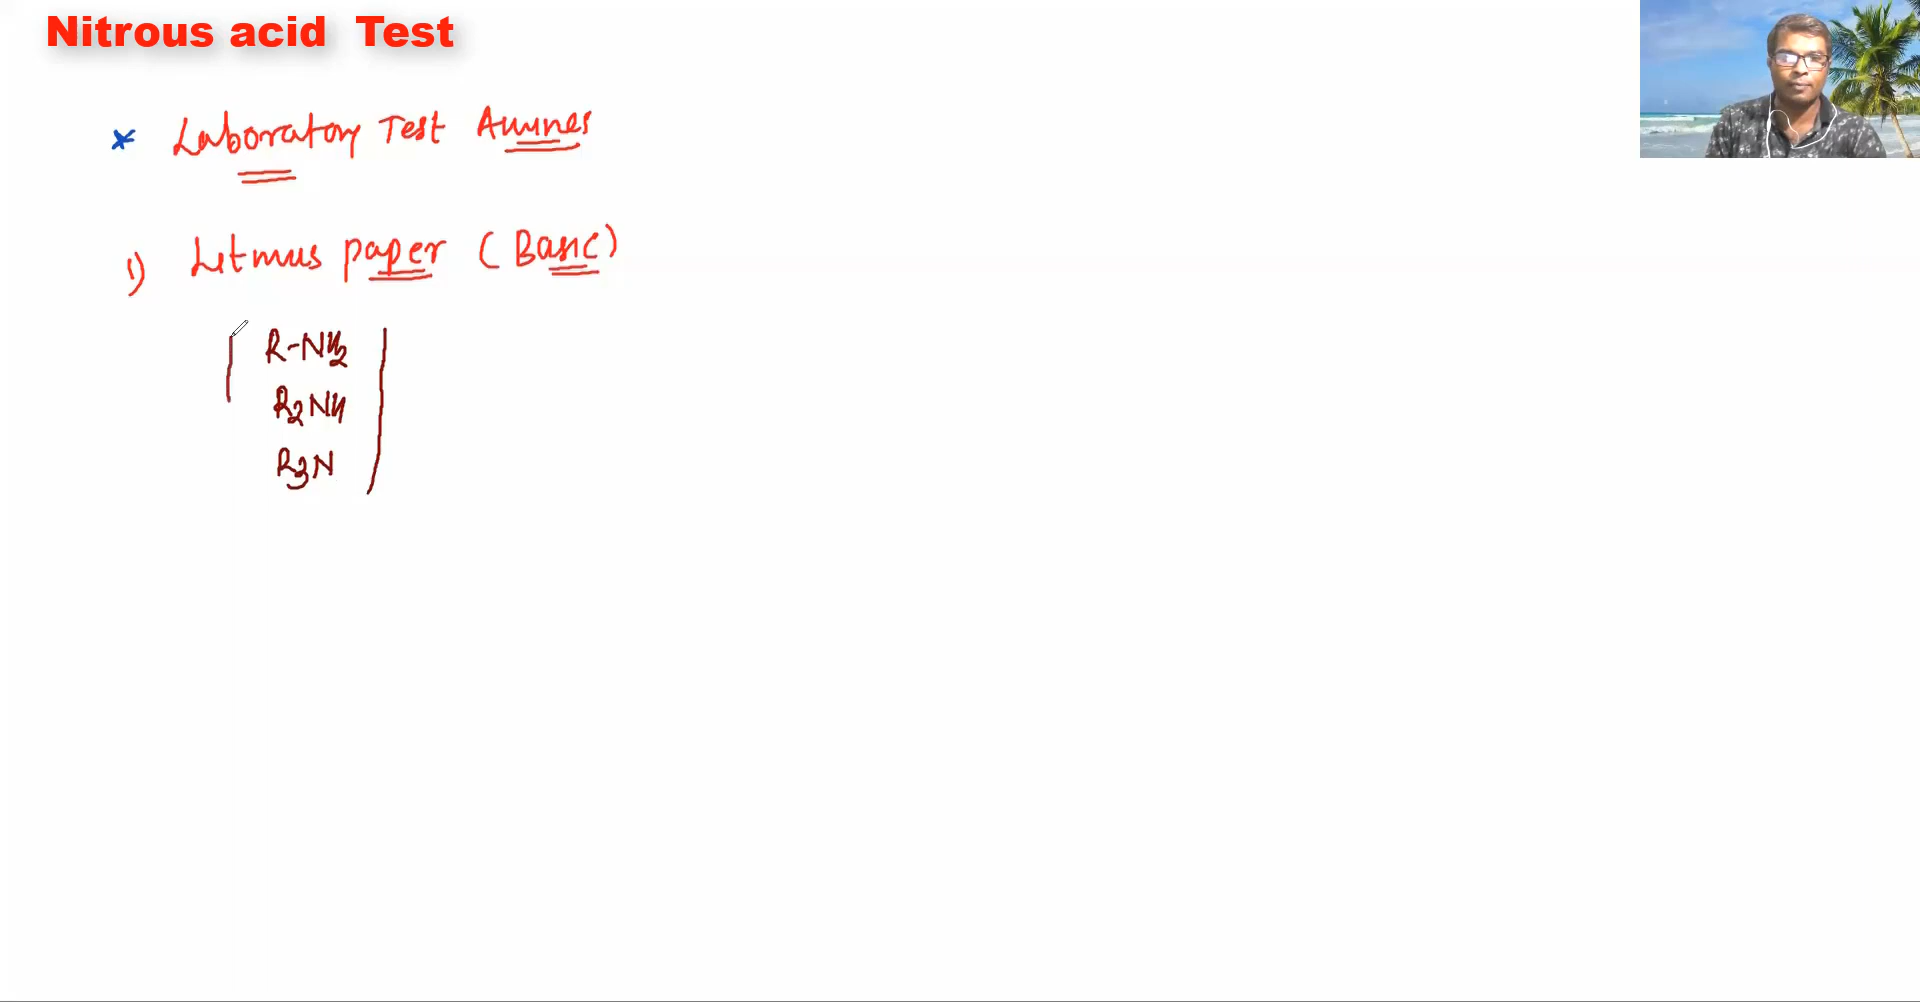 Nitrous acid Test
* Laboratory Test Amines
1) Litmus paper (Basic)
R-NH2
R2NH
R3N